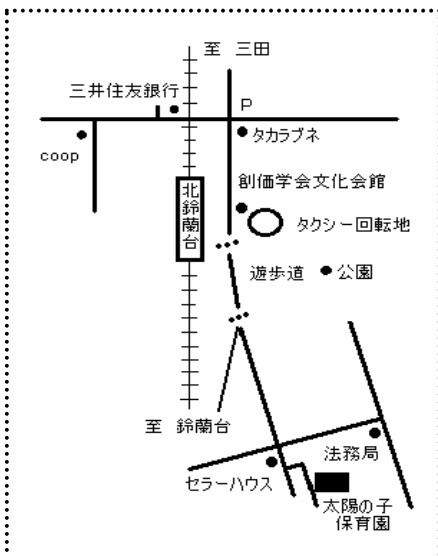 至 三田
三井住友銀行
P
タカラブネ
coop
創価学会文化会館
北鈴蘭台
タクシー回転地
遊歩道
公園
至 鈴蘭台
法務局
セラーハウス
太陽の子
保育園